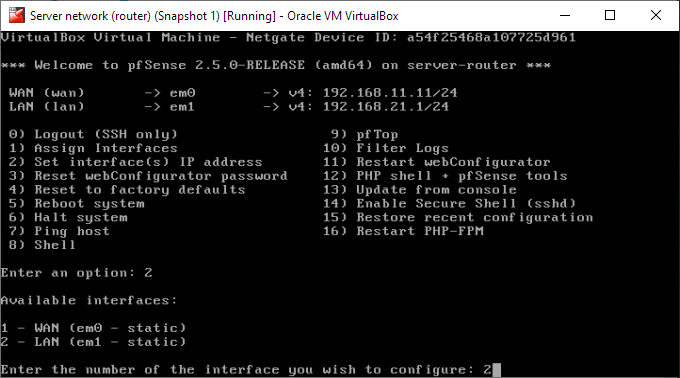 Server network (router) (Snapshot 1) [Running] - Oracle VM VirtualBox
VirtualBox Virtual Machine - Netgate Device ID: a54f25468a107725d961
*** Welcome to pfSense 2.5.0-RELEASE (amd64) on server-router ***
WAN (wan) -> em0 -> v4: 192.168.11.11/24
LAN (lan) -> em1 -> v4: 192.168.21.1/24
0) Logout (SSH only) 9) pfTop
1) Assign Interfaces 10) Filter Logs
2) Set interface(s) IP address 11) Restart webConfigurator
3) Reset webConfigurator password 12) PHP shell + pfSense tools
4) Reset to factory defaults 13) Update from console
5) Reboot system 14) Enable Secure Shell (sshd)
6) Halt system 15) Restore recent configuration
7) Ping host 16) Restart PHP-FPM
8) Shell
Enter an option: 2
Available interfaces:
1 - WAN (em0 - static)
2 - LAN (em1 - static)
Enter the number of the interface you wish to configure: 2